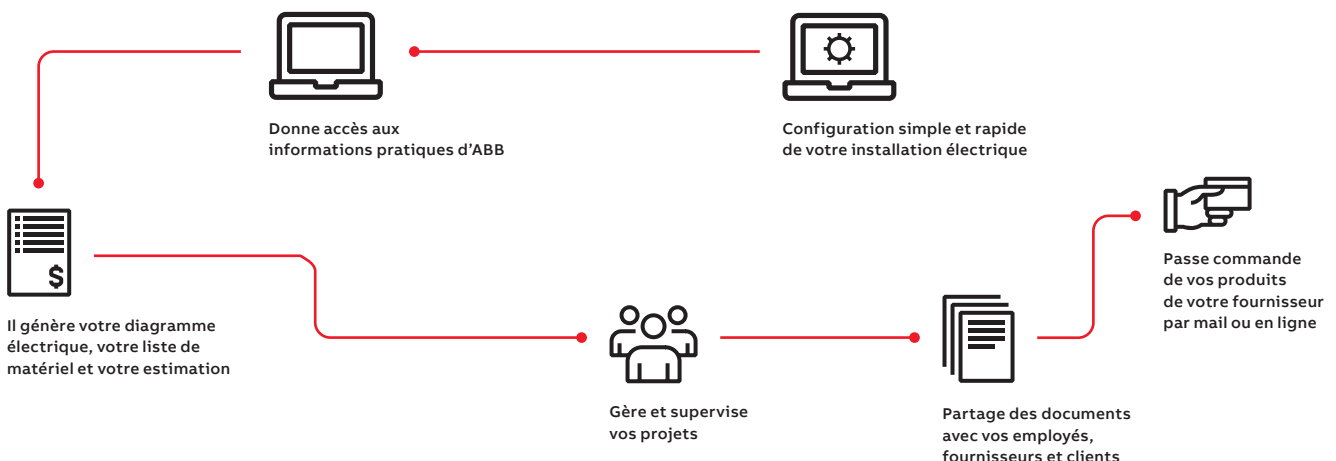 Donne accès aux
informations pratiques d’ABB
Configuration simple et rapide
de votre installation électrique
$
Il génère votre diagramme
électrique, votre liste de
matériel et votre estimation
Gère et supervise
vos projets
Partage des documents
avec vos employés,
fournisseurs et clients
Passe commande
de vos produits
de votre fournisseur
par mail ou en ligne